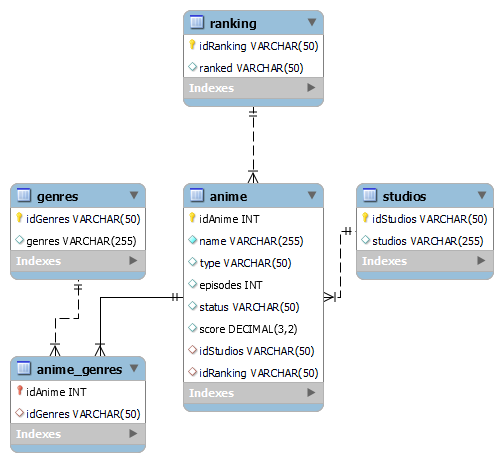 ranking
idRanking VARCHAR(50)
ranked VARCHAR(50)
Indexes
genres
idGenres VARCHAR(50)
genres VARCHAR(255)
Indexes
anime
idAnime INT
name VARCHAR(255)
type VARCHAR(50)
episodes INT
status VARCHAR(50)
score DECIMAL(3,2)
idStudios VARCHAR(50)
idRanking VARCHAR(50)
Indexes
studios
idStudios VARCHAR(50)
studios VARCHAR(255)
Indexes
anime_genres
idAnime INT
idGenres VARCHAR(50)
Indexes